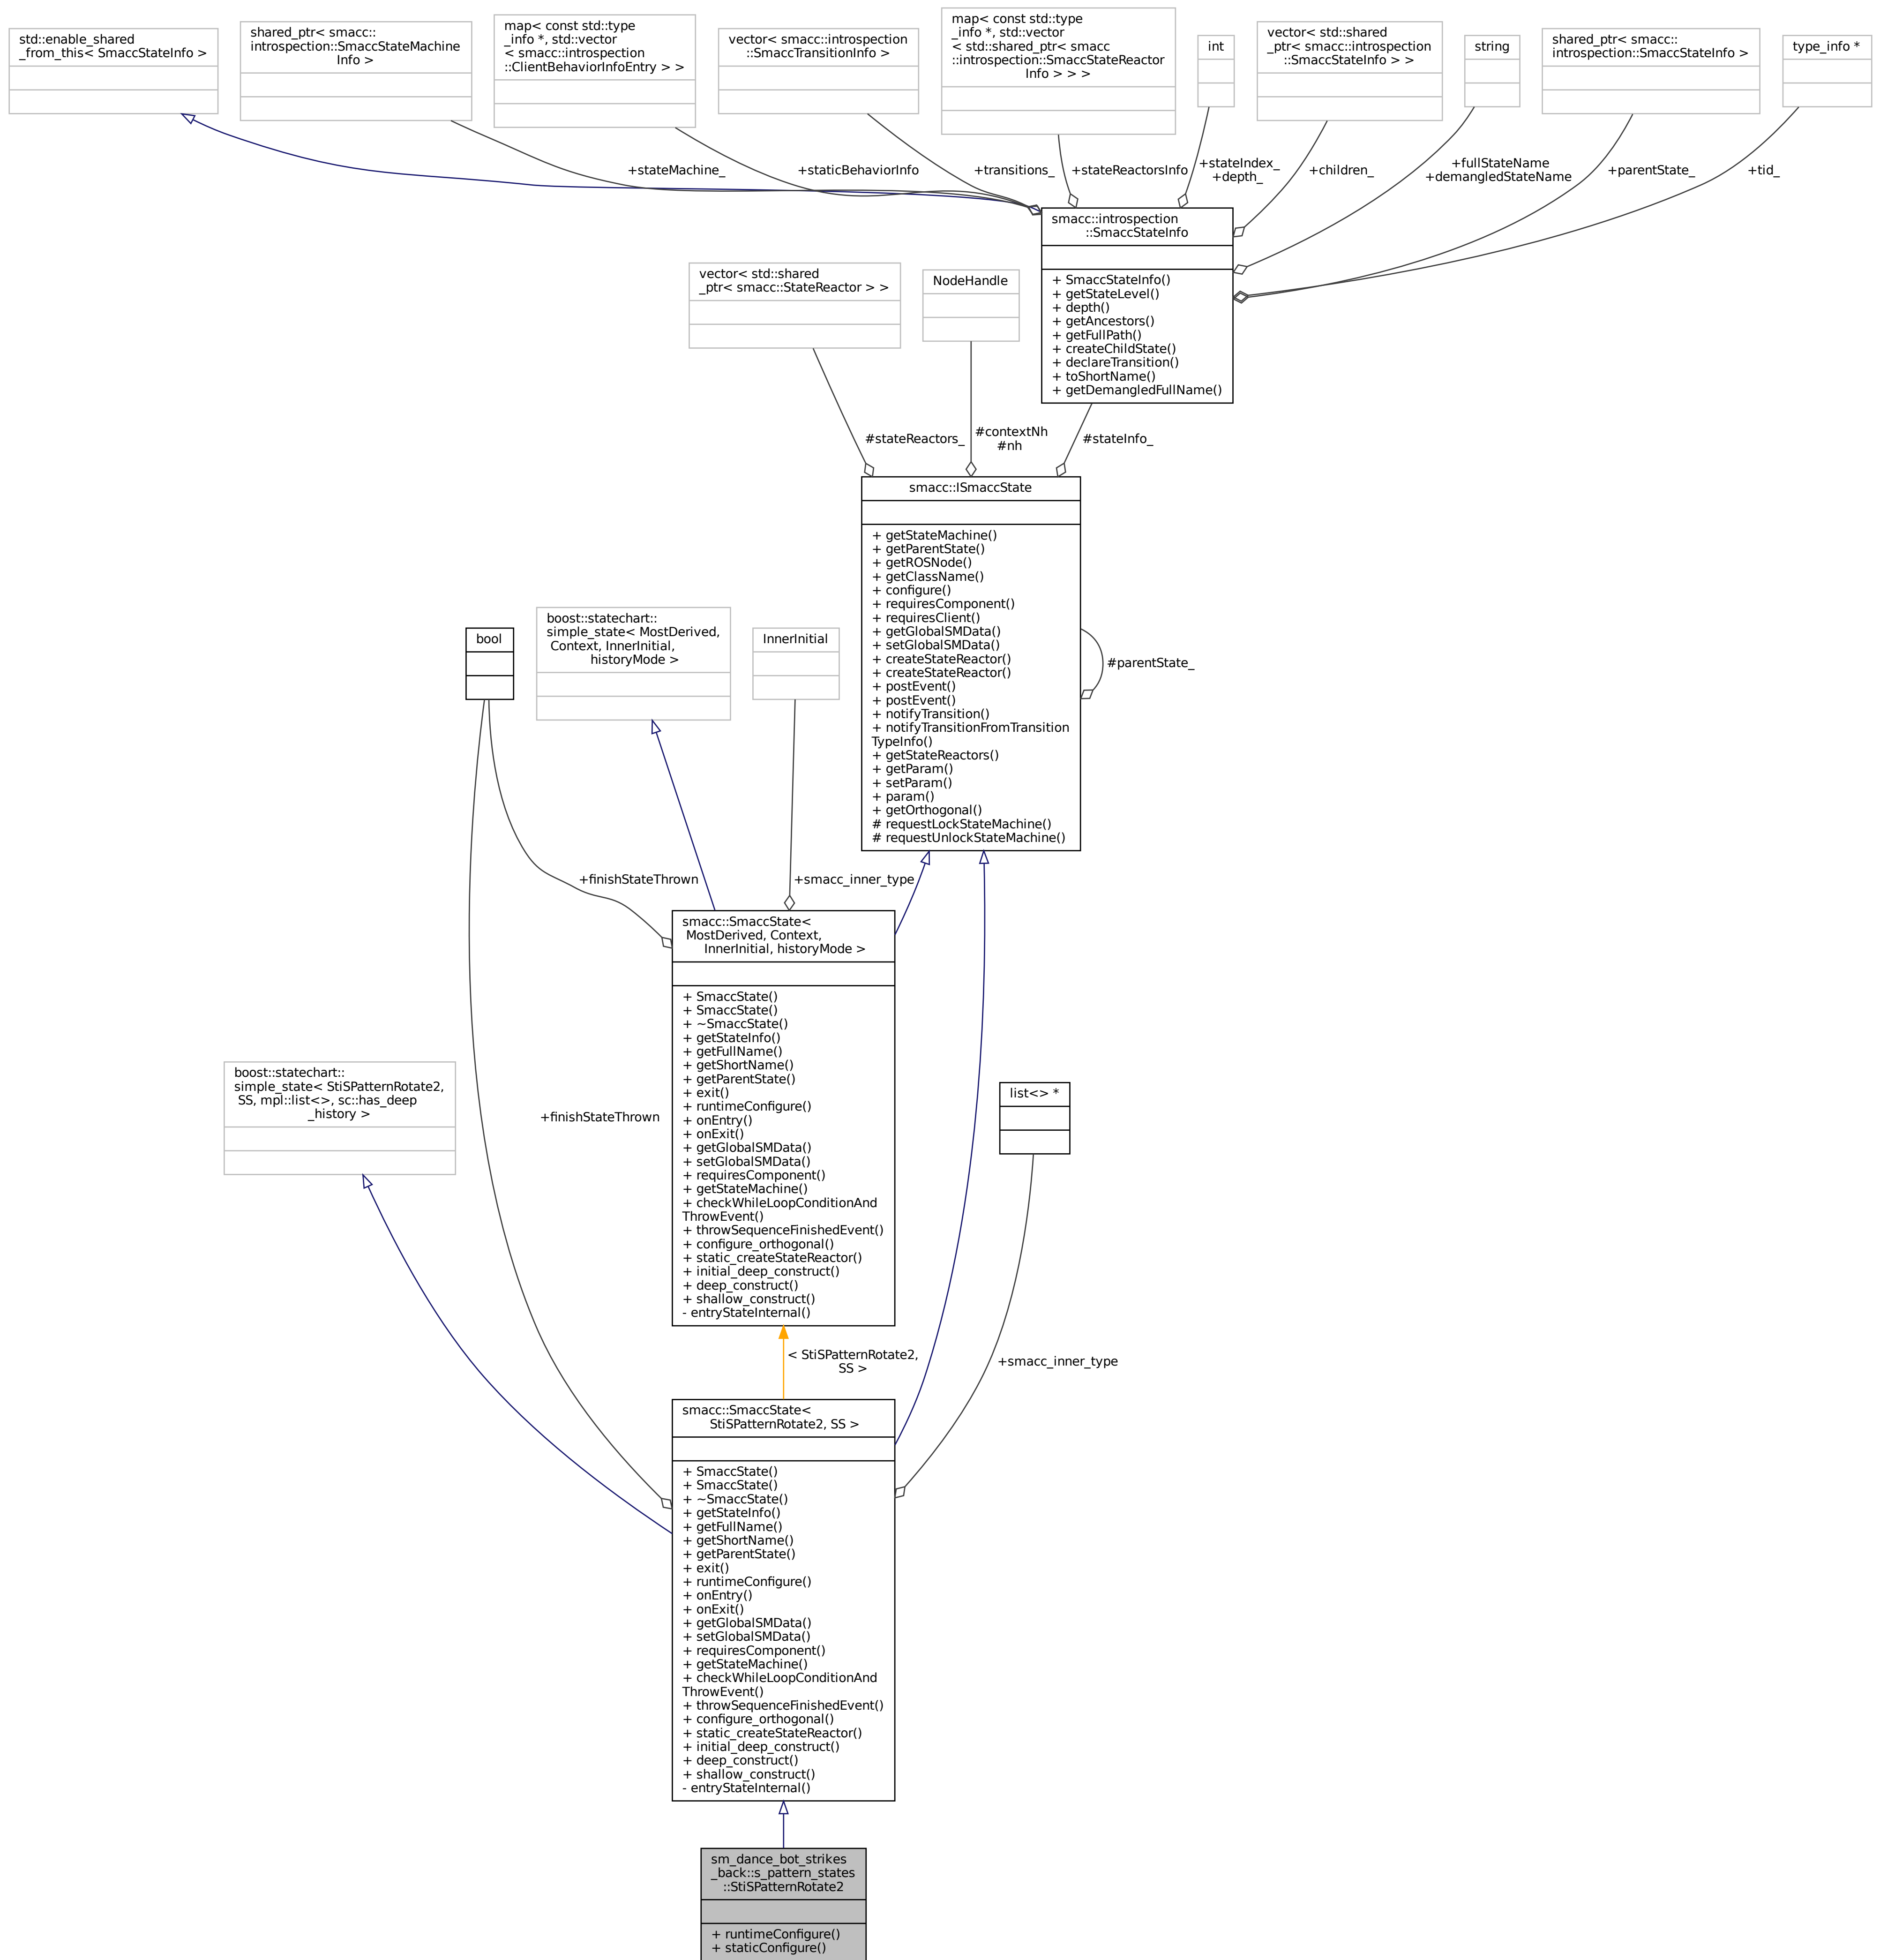 std::enable_shared
_from_this< SmaccStateInfo >
shared_ptr< smacc::
introspection::SmaccStateMachine
Info >
map< const std::type
_info *, std::vector
< smacc::introspection
::ClientBehaviorInfoEntry > >
vector< smacc::introspection
::SmaccTransitionInfo >
map< const std::type
_info *, std::vector
< std::shared_ptr< smacc
::introspection::SmaccStateReactor
Info > > >
int
vector< std::shared
_ptr< smacc::introspection
::SmaccStateInfo > >
string
shared_ptr< smacc::
introspection::SmaccStateInfo >
type_info *
+stateMachine_
+staticBehaviorInfo
+transitions_
+stateReactorsInfo
+stateIndex_
+depth_
+children_
+fullStateName
+demangledStateName
+parentState_
+tid_
smacc::introspection
::SmaccStateInfo
+ SmaccStateInfo()
+ getStateLevel()
+ depth()
+ getAncestors()
+ getFullPath()
+ createChildState()
+ declareTransition()
+ toShortName()
+ getDemangledFullName()
vector< std::shared
_ptr< smacc::StateReactor > >
NodeHandle
#stateReactors_
#contextNh
#nh
#stateInfo_
smacc::ISmaccState
+ getStateMachine()
+ getParentState()
+ getROSNode()
+ getClassName()
+ configure()
+ requiresComponent()
+ requiresClient()
+ getGlobalSMData()
+ setGlobalSMData()
+ createStateReactor()
+ createStateReactor()
+ postEvent()
+ postEvent()
+ notifyTransition()
+ notifyTransitionFromTransition
TypeInfo()
+ getStateReactors()
+ getParam()
+ setParam()
+ param()
+ getOrthogonal()
# requestLockStateMachine()
# requestUnlockStateMachine()
#parentState_
bool
boost::statechart::
simple_state< MostDerived,
Context, InnerInitial,
historyMode >
InnerInitial
+finishStateThrown
+smacc_inner_type
smacc::SmaccState<
MostDerived, Context,
InnerInitial, historyMode >
+ SmaccState()
+ SmaccState()
+ ~SmaccState()
+ getStateInfo()
+ getFullName()
+ getShortName()
+ getParentState()
+ exit()
+ runtimeConfigure()
+ onEntry()
+ onExit()
+ getGlobalSMData()
+ setGlobalSMData()
+ requiresComponent()
+ getStateMachine()
+ checkWhileLoopConditionAnd
ThrowEvent()
+ throwSequenceFinishedEvent()
+ configure_orthogonal()
+ static_createStateReactor()
+ initial_deep_construct()
+ deep_construct()
+ shallow_construct()
- entryStateInternal()
boost::statechart::
simple_state< StiSPatternRotate2,
SS, mpl::list<>, sc::has_deep
_history >
+finishStateThrown
list<> *
< StiSPatternRotate2,
SS >
+smacc_inner_type
smacc::SmaccState<
StiSPatternRotate2, SS >
+ SmaccState()
+ SmaccState()
+ ~SmaccState()
+ getStateInfo()
+ getFullName()
+ getShortName()
+ getParentState()
+ exit()
+ runtimeConfigure()
+ onEntry()
+ onExit()
+ getGlobalSMData()
+ setGlobalSMData()
+ requiresComponent()
+ getStateMachine()
+ checkWhileLoopConditionAnd
ThrowEvent()
+ throwSequenceFinishedEvent()
+ configure_orthogonal()
+ static_createStateReactor()
+ initial_deep_construct()
+ deep_construct()
+ shallow_construct()
- entryStateInternal()
sm_dance_bot_strikes
_back::s_pattern_states
::StiSPatternRotate2
+ runtimeConfigure()
+ staticConfigure()